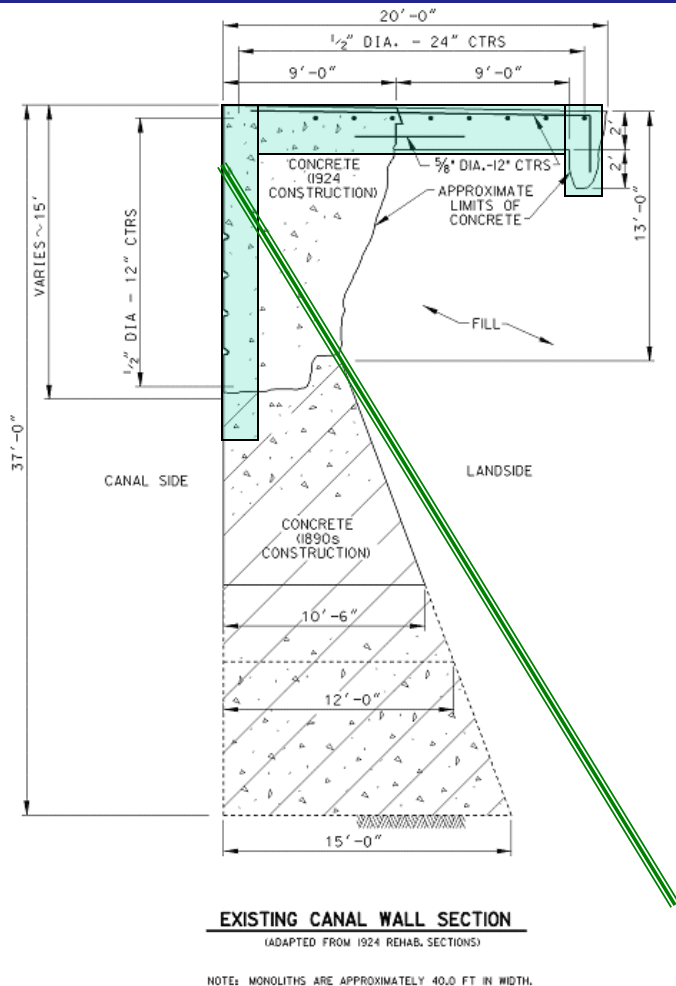 20'-0"
1/2" DIA. - 24" CTRS
9'-0"
9'-0"
2'
2'
CONCRETE
(1924
CONSTRUCTION)
5/8" DIA.-12" CTRS
APPROXIMATE
LIMITS OF
CONCRETE
13'-0"
VARIES~15'
1/2" DIA - 12" CTRS
FILL
37'-0"
CANAL SIDE
LANDSIDE
CONCRETE
(1890s
CONSTRUCTION)
10'-6"
12'-0"
15'-0"
EXISTING CANAL WALL SECTION
(ADAPTED FROM 1924 REHAB. SECTIONS)
NOTE: MONOLITHS ARE APPROXIMATELY 40.0 FT IN WIDTH.